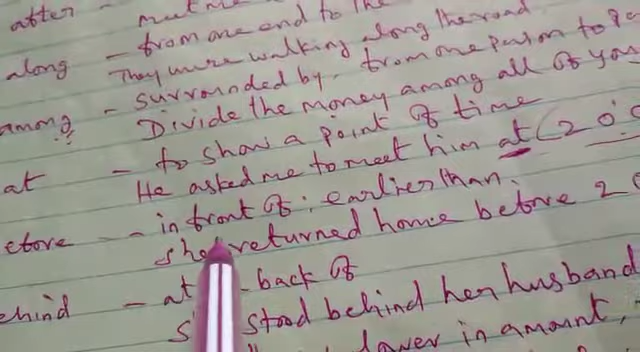 after -
along - from one end to the
They were walking along the road
among - surrounded by, from one person to
Divide the money among all of you
at - to show a point of time
He asked me to meet him at (2 O'C
efore - in front of; earlier than
She returned home before 2
ehind - at back of
S stood behind her husband
lower in amount,